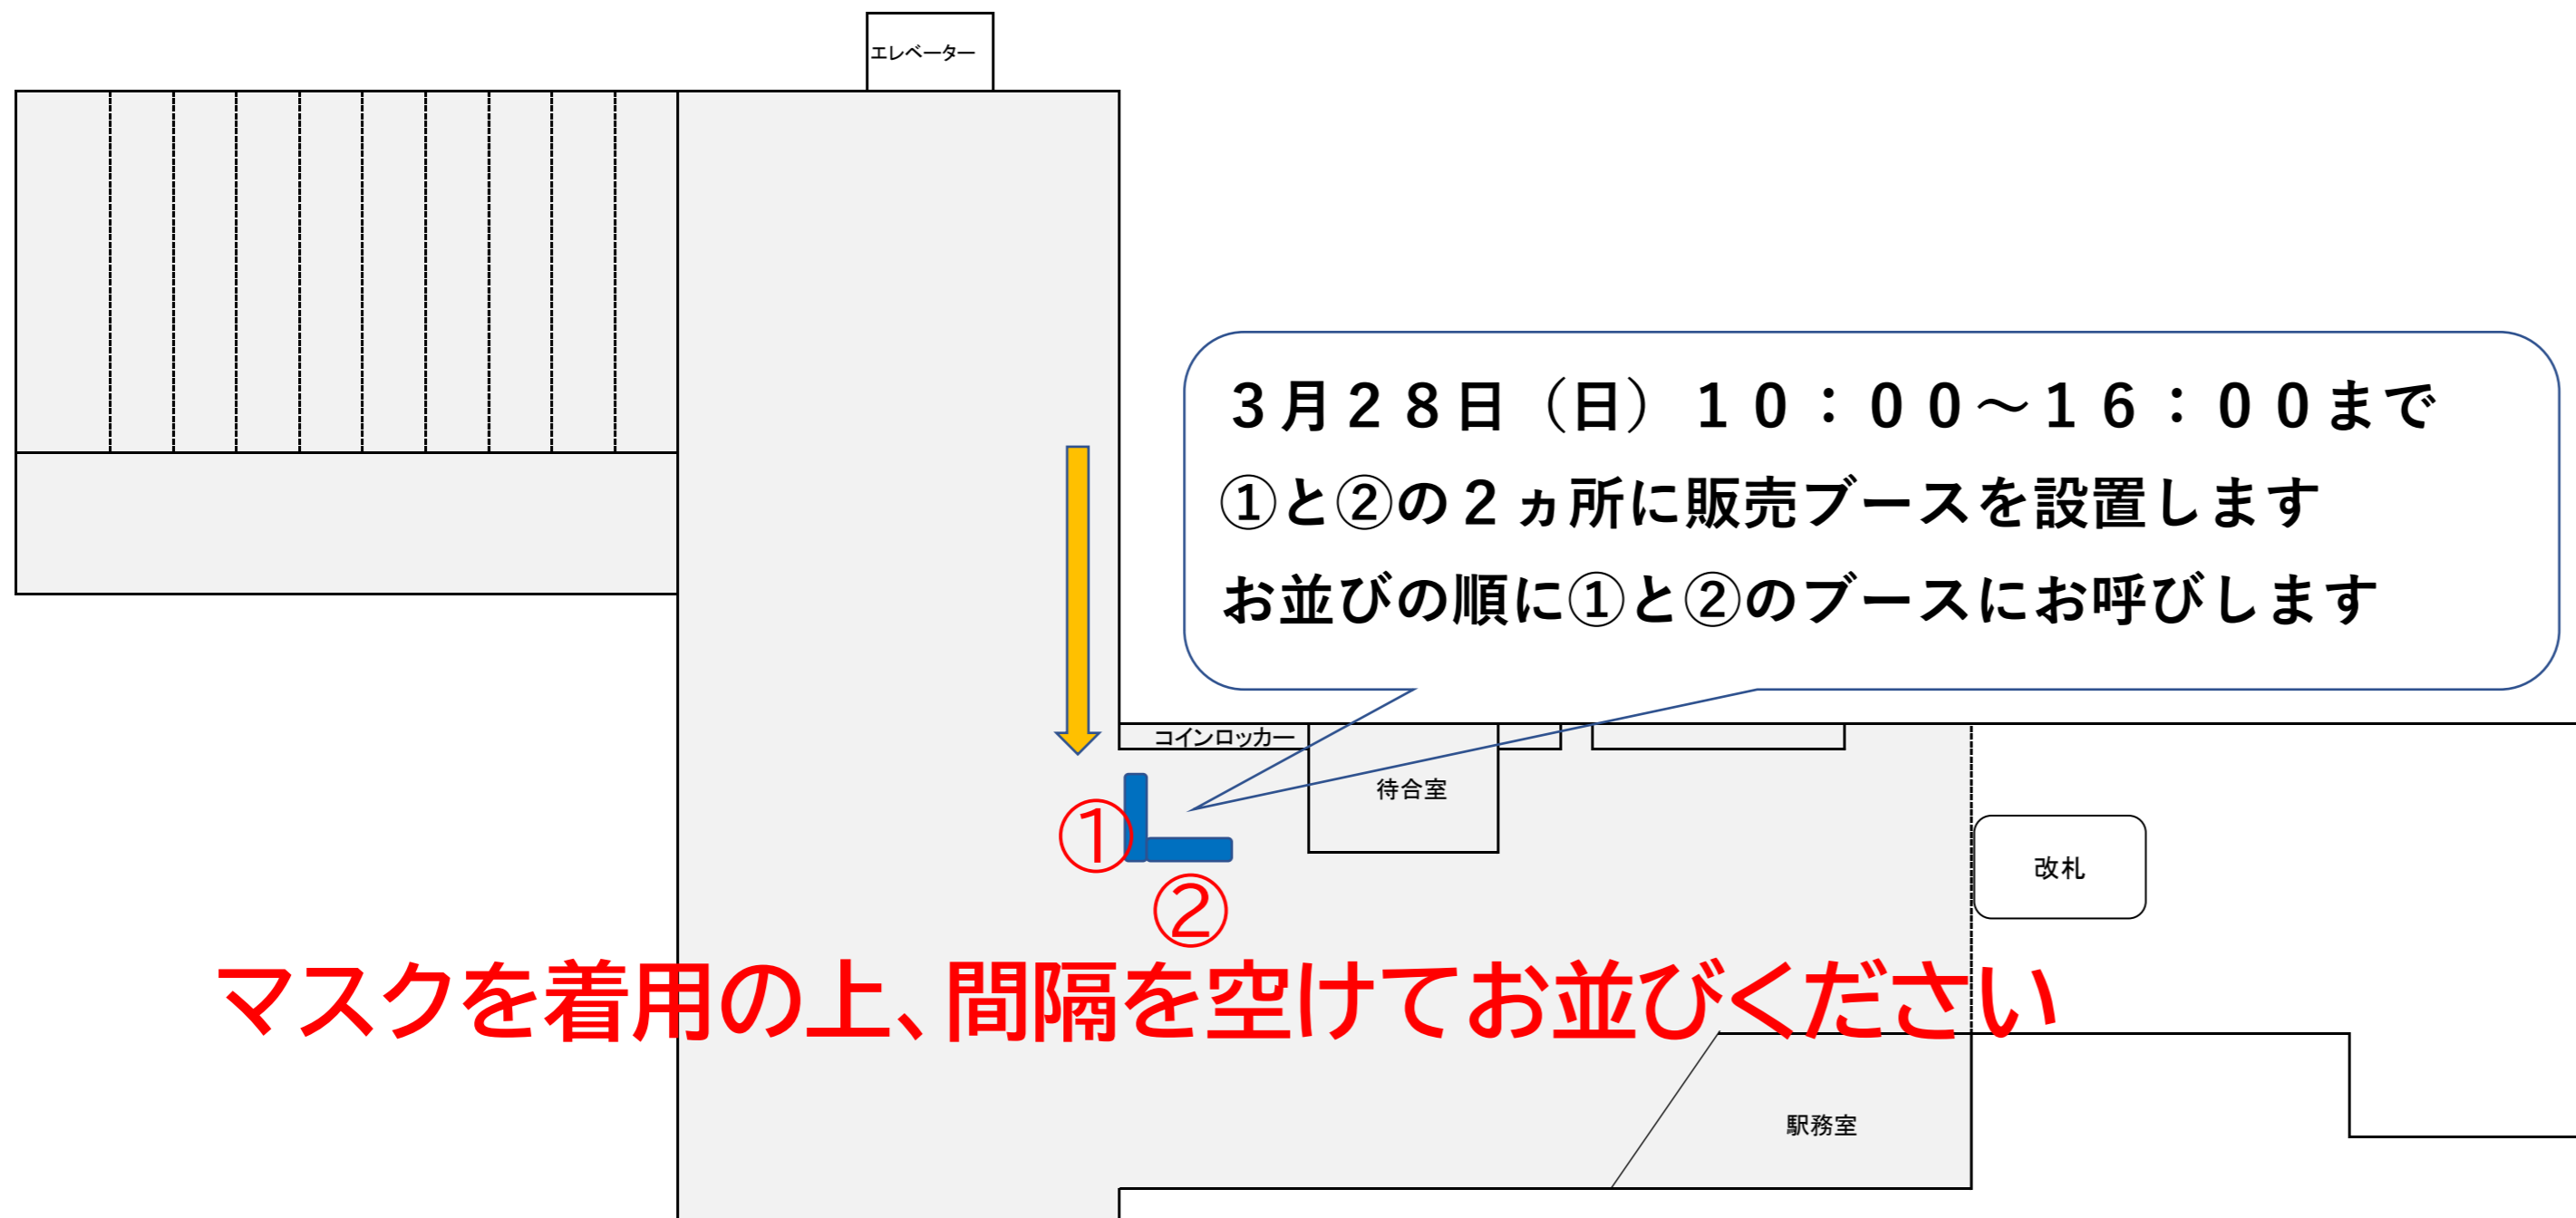 エレベーター
３月２８日（日）１０：００～１６：００まで
①と②の２ヵ所に販売ブースを設置します
お並びの順に①と②のブースにお呼びします
コインロッカー
待合室
①
改札
②
マスクを着用の上、間隔を空けてお並びください
駅務室